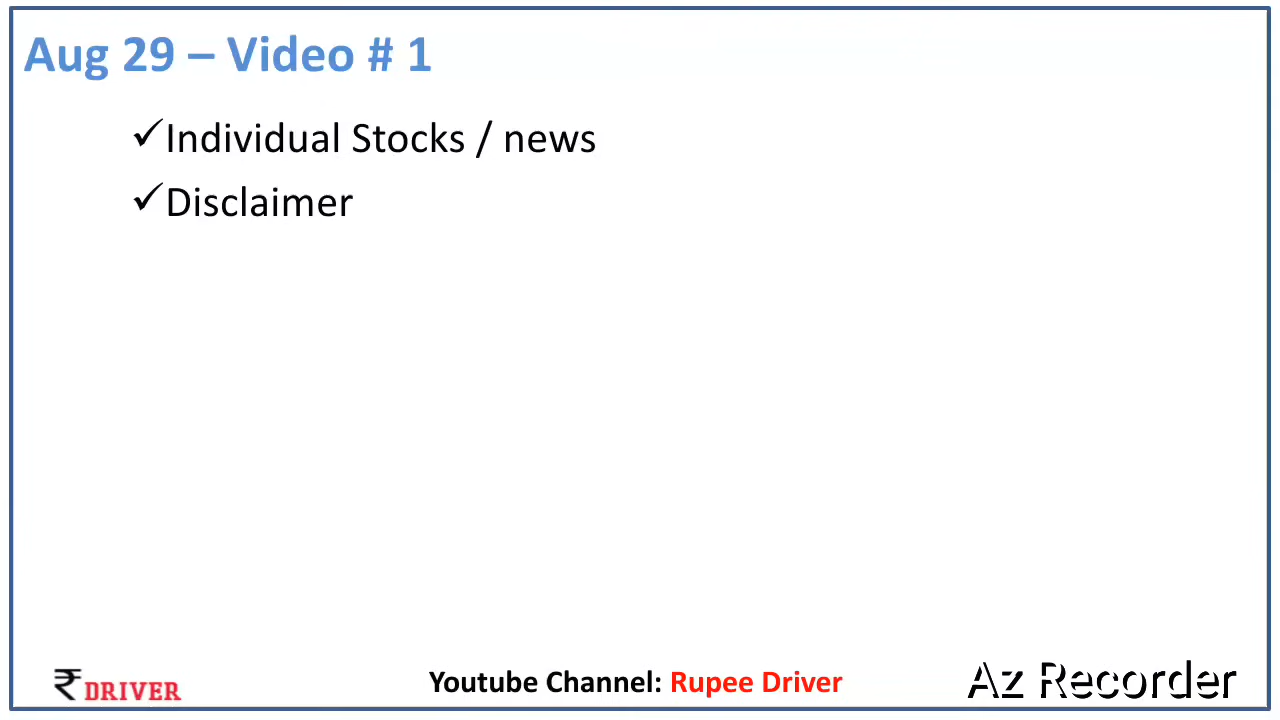 Aug 29 – Video # 1
✓Individual Stocks / news
✓Disclaimer
₹ DRIVER
Youtube Channel: Rupee Driver
Az Recorder